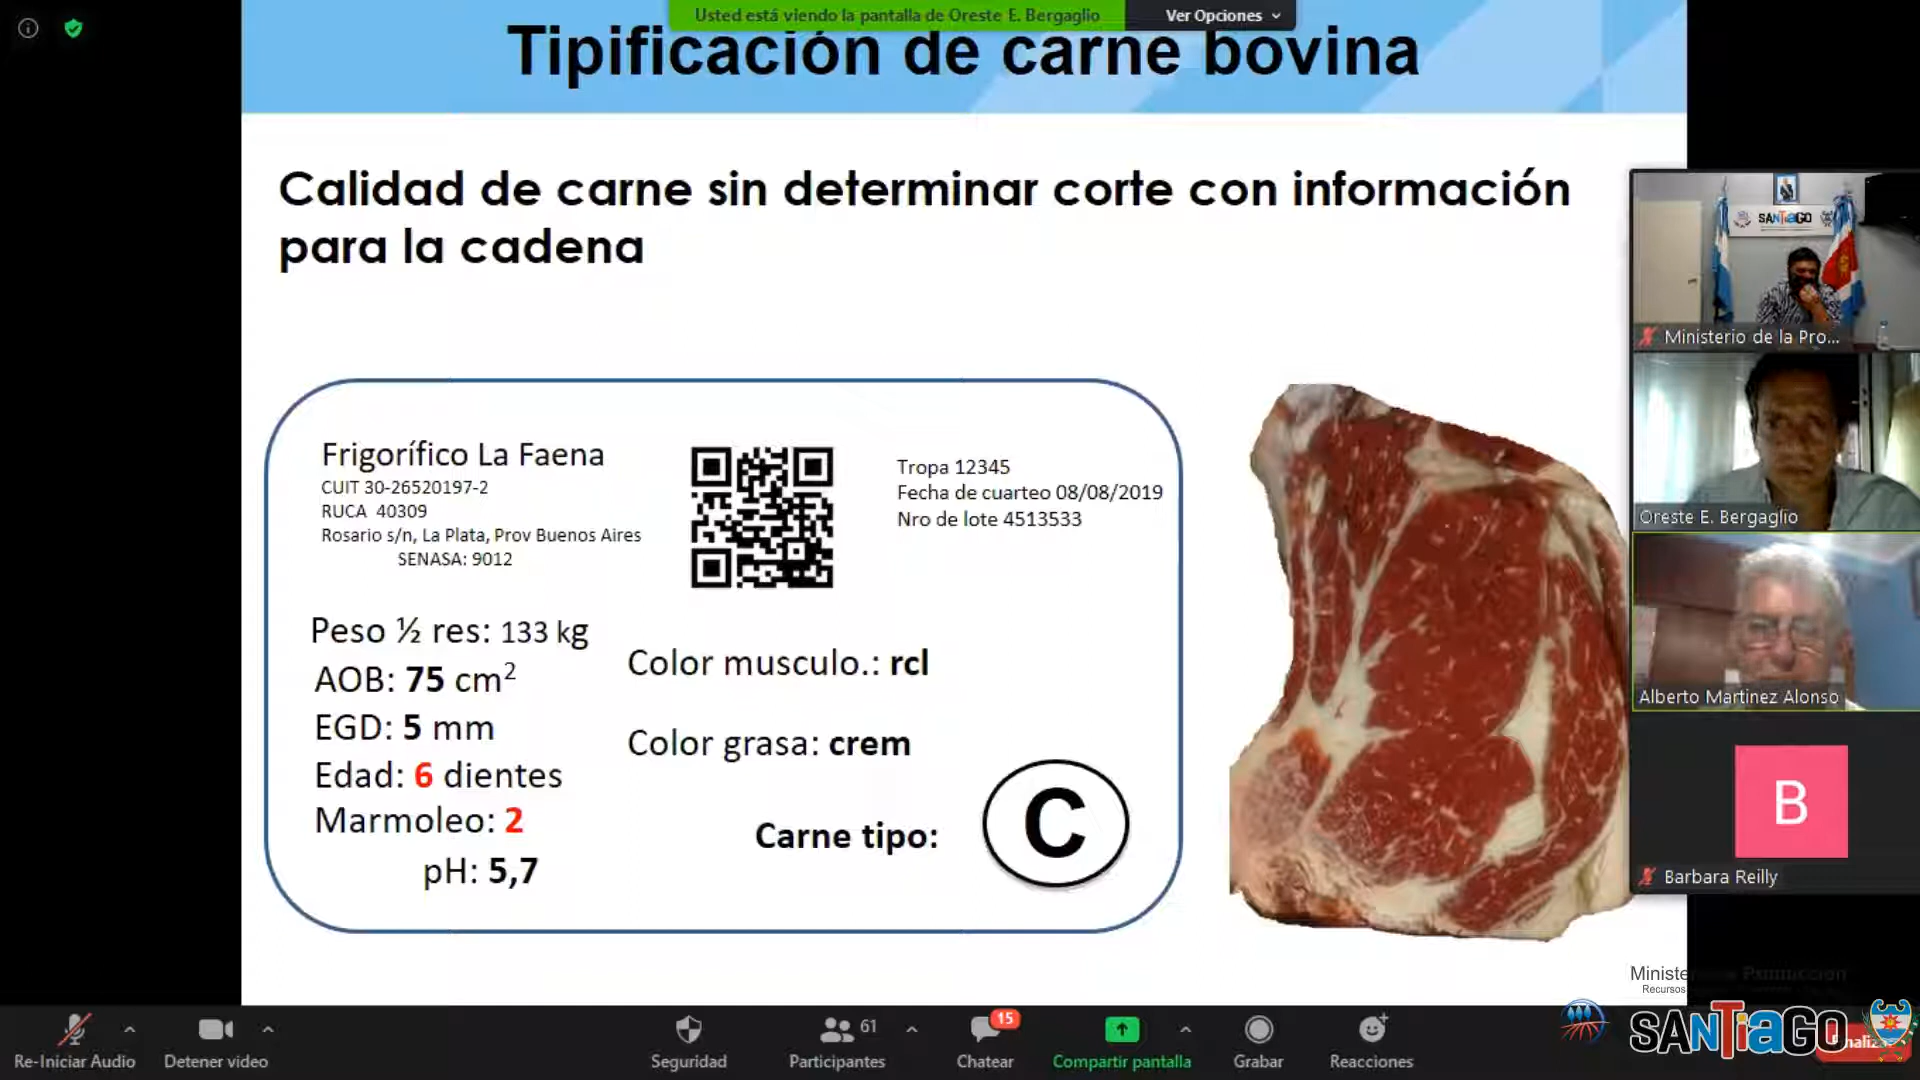 Usted está viendo la pantalla de Oreste E. Bergaglio
Ver Opciones
Tipificación de carne bovina
Calidad de carne sin determinar corte con información
para la cadena
Frigorífico La Faena
CUIT 30-26520197-2
RUCA 40309
Rosario s/n, La Plata, Prov Buenos Aires
SENASA: 9012
Tropa 12345
Fecha de cuarteo 08/08/2019
Nro de lote 4513533
Peso ½ res: 133 kg
AOB: 75 cm²
EGD: 5 mm
Edad: 6 dientes
Marmoleo: 2
pH: 5,7
Color musculo.: rcl
Color grasa: crem
Carne tipo:
C
SANTiaGO
Ministerio de la Pro...
Oreste E. Bergaglio
Alberto Martinez Alonso
B
Barbara Reilly
Recursos
SANTiaGO
Re-Iniciar Audio
Detener video
Seguridad
61
Participantes
15
Chatear
Compartir pantalla
Grabar
Reacciones